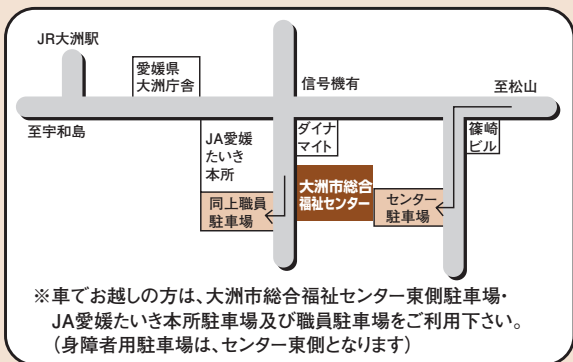 JR大洲駅
愛媛県
大洲庁舎
信号機有
至松山
至宇和島
JA愛媛
たいき
本所
ダイナ
マイト
篠崎
ビル
同上職員
駐車場
大洲市総合
福祉センター
センター
駐車場
※車でお越しの方は、大洲市総合福祉センター東側駐車場・
JA愛媛たいき本所駐車場及び職員駐車場をご利用下さい。
(身障者用駐車場は、センター東側となります)